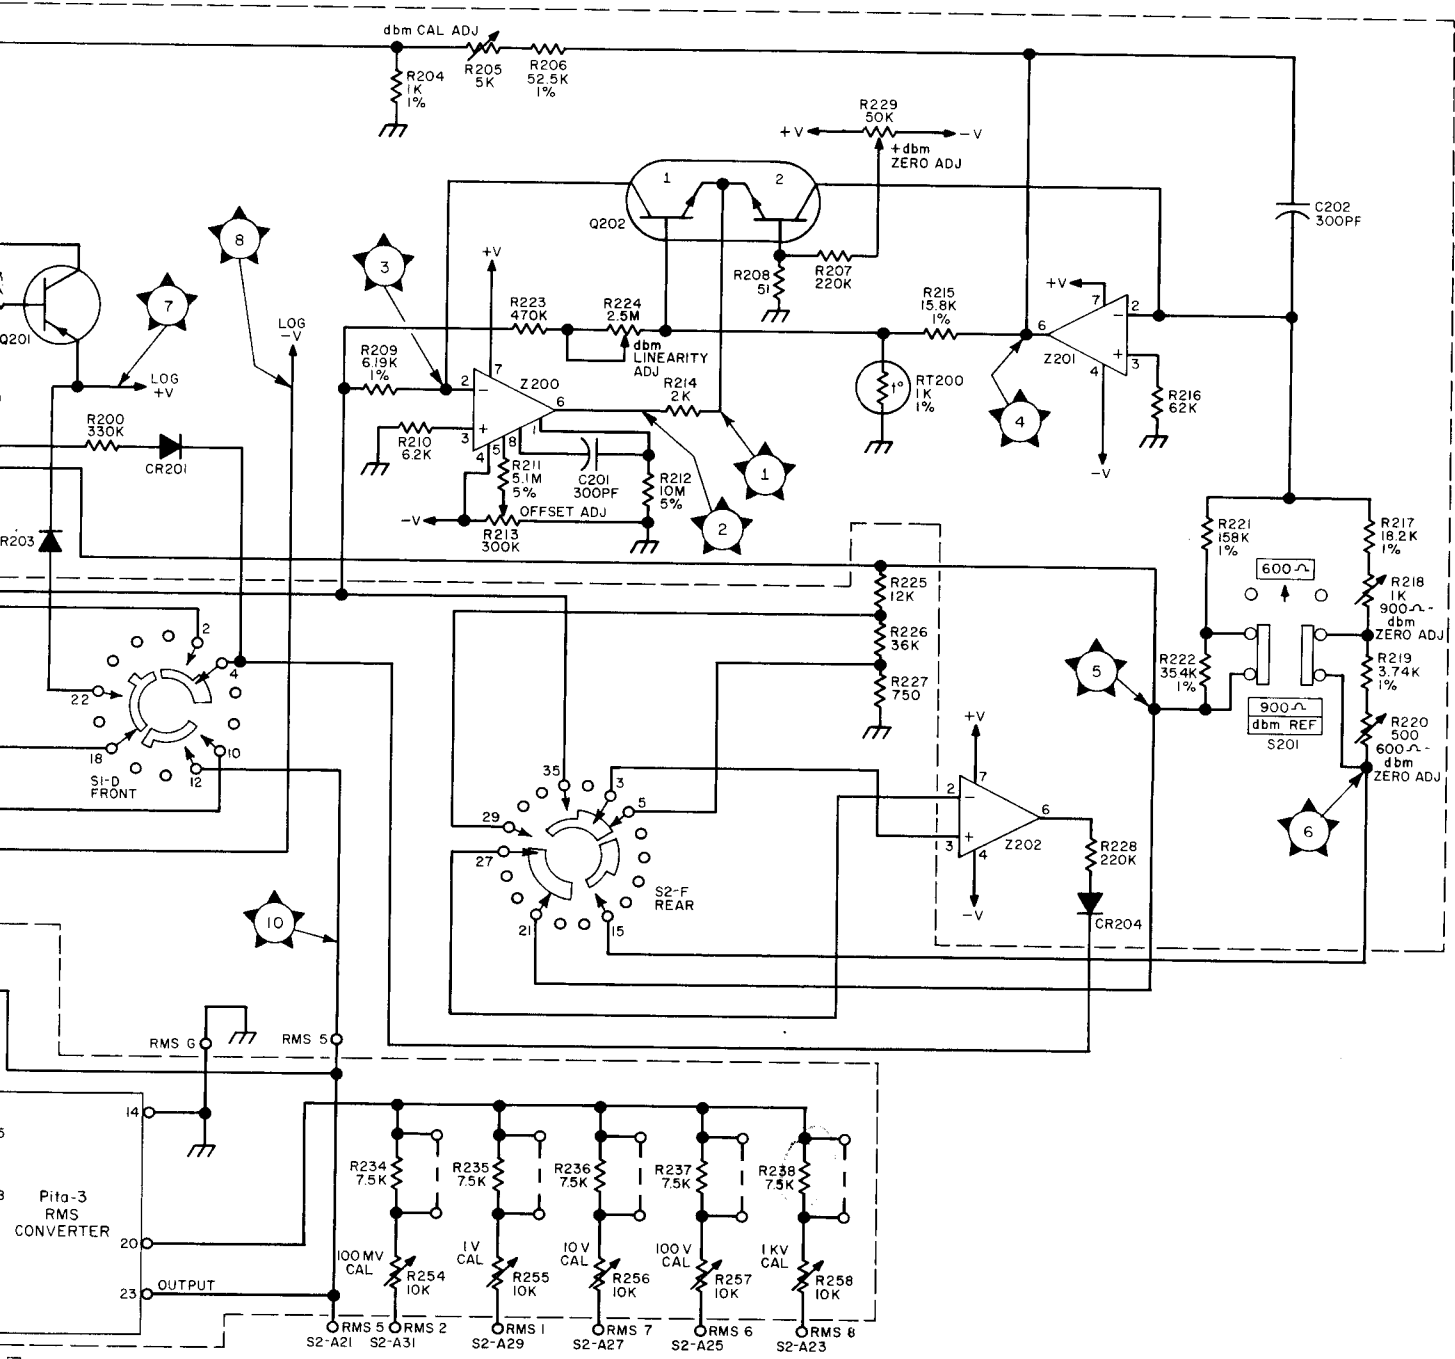 dbm CAL ADJ
R204
1K
1%
R205
5K
R206
52.5K
1%
R229
50K
+V
-V
+dbm
ZERO ADJ
1
2
Q202
C202
300PF
8
3
7
+V
R208
51
R207
220K
R215
15.8K
1%
+V
7
2
-
6
Z201
+
3
4
R216
62K
-V
Q201
LOG
-V
LOG
+V
R223
470K
R224
2.5M
dbm
LINEARITY
ADJ
R209
6.19K
1%
2
-
7
Z200
6
R214
2K
RT200
1K
1%
t°
4
R210
6.2K
3
+
4
5
8
1
R211
5.1M
5%
C201
300PF
R212
10M
5%
1
2
-V
OFFSET ADJ
R213
300K
R200
330K
CR201
R203
R221
158K
1%
R217
18.2K
1%
600Ω
R218
1K
900Ω-
dbm
ZERO ADJ
R225
12K
R226
36K
R227
750
5
R222
354K
1%
R219
3.74K
1%
900Ω
dbm REF
S201
R220
500
600Ω-
dbm
ZERO ADJ
6
2
4
22
18
10
12
S1-D
FRONT
35
3
5
29
27
21
15
S2-F
REAR
+V
7
2
-
6
3
+
4
Z202
-V
R228
220K
CR204
10
RMS G
RMS 5
14
Pita-3
RMS
CONVERTER
20
23
OUTPUT
R234
7.5K
R235
7.5K
R236
7.5K
R237
7.5K
R238
7.5K
100MV
CAL
R254
10K
1V
CAL
R255
10K
10V
CAL
R256
10K
100V
CAL
R257
10K
1KV
CAL
R258
10K
RMS 5
RMS 2
RMS 1
RMS 7
RMS 6
RMS 8
S2-A21
S2-A31
S2-A29
S2-A27
S2-A25
S2-A23